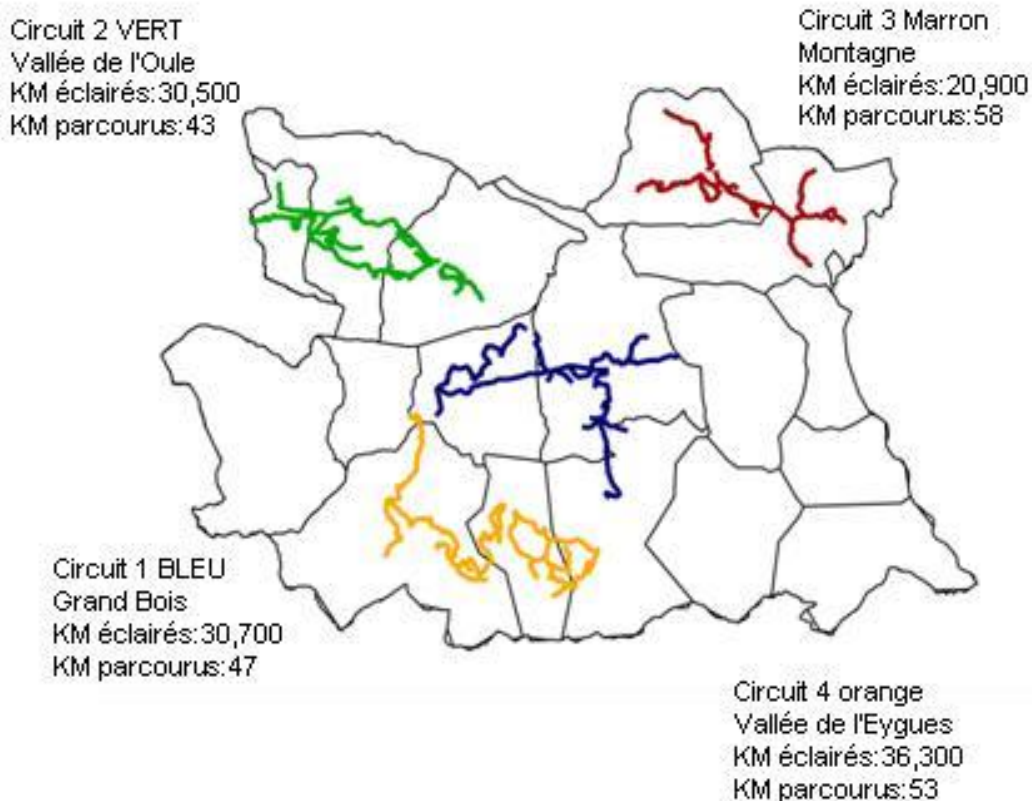 Circuit 2 VERT
Vallée de l'Oule
KM éclairés:30,500
KM parcourus:43
Circuit 3 Marron
Montagne
KM éclairés:20,900
KM parcourus:58
Circuit 1 BLEU
Grand Bois
KM éclairés:30,700
KM parcourus:47
Circuit 4 orange
Vallée de l'Eygues
KM éclairés:36,300
KM parcourus:53